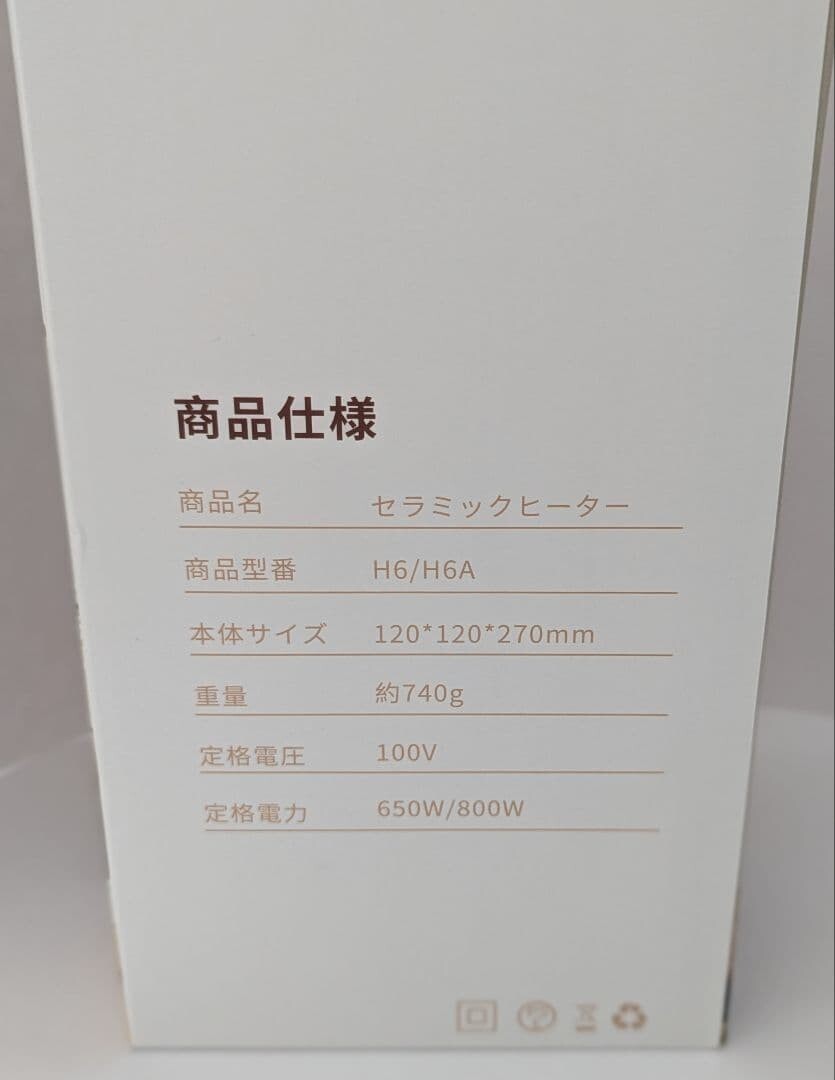 商品仕様
商品名 セラミックヒーター
商品型番 H6/H6A
本体サイズ 120*120*270mm
重量 約740g
定格電圧 100V
定格電力 650W/800W